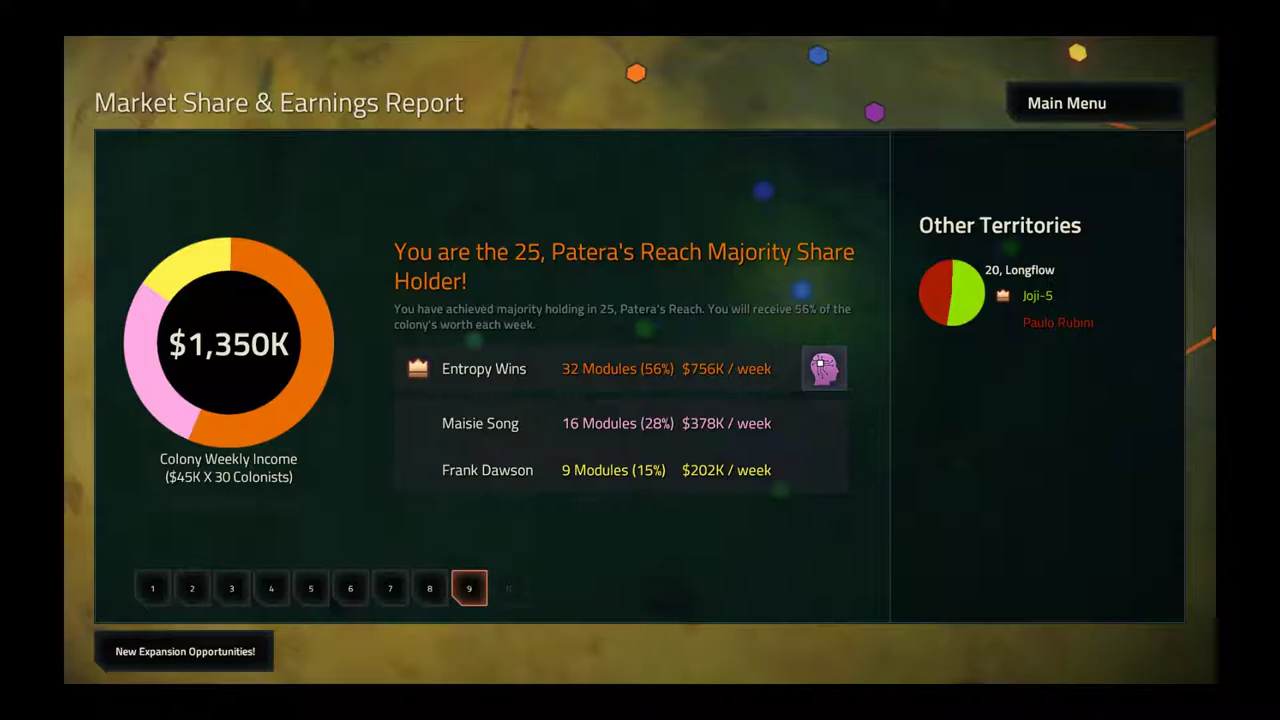 Market Share & Earnings Report
Main Menu
$1,350K
Colony Weekly Income
($45K X 30 Colonists)
You are the 25, Patera's Reach Majority Share
Holder!
You have achieved majority holding in 25, Patera's Reach. You will receive 56% of the
colony's worth each week.
Entropy Wins 32 Modules (56%) $756K / week
Maisie Song 16 Modules (28%) $378K / week
Frank Dawson 9 Modules (15%) $202K / week
Other Territories
20, Longflow
Joji-5
Paulo Rubini
1 2 3 4 5 6 7 8 9
New Expansion Opportunities!